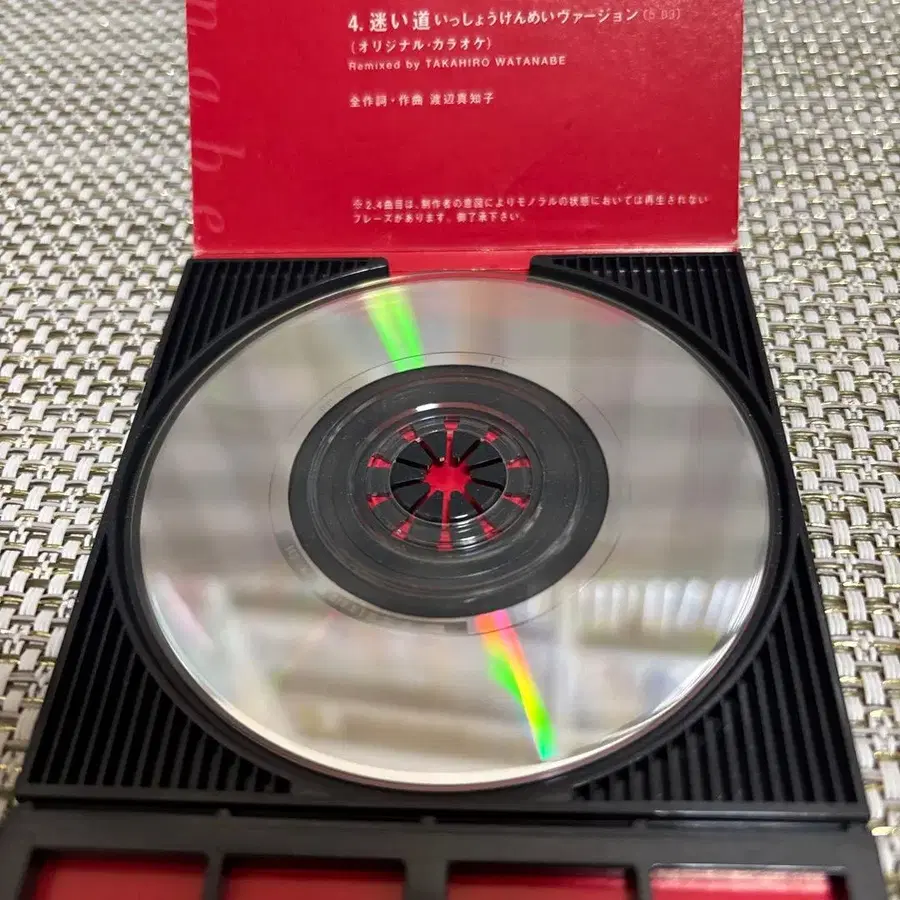 nabe
4. 迷い道 いっしょうけんめいヴァージョン (5'03)
(オリジナル・カラオケ)
Remixed by TAKAHIRO WATANABE
全作詞・作曲 渡辺真知子
※2,4曲目は、制作者の意図によりモノラルの状態においては再生されない
フレーズがあります。御了承下さい。